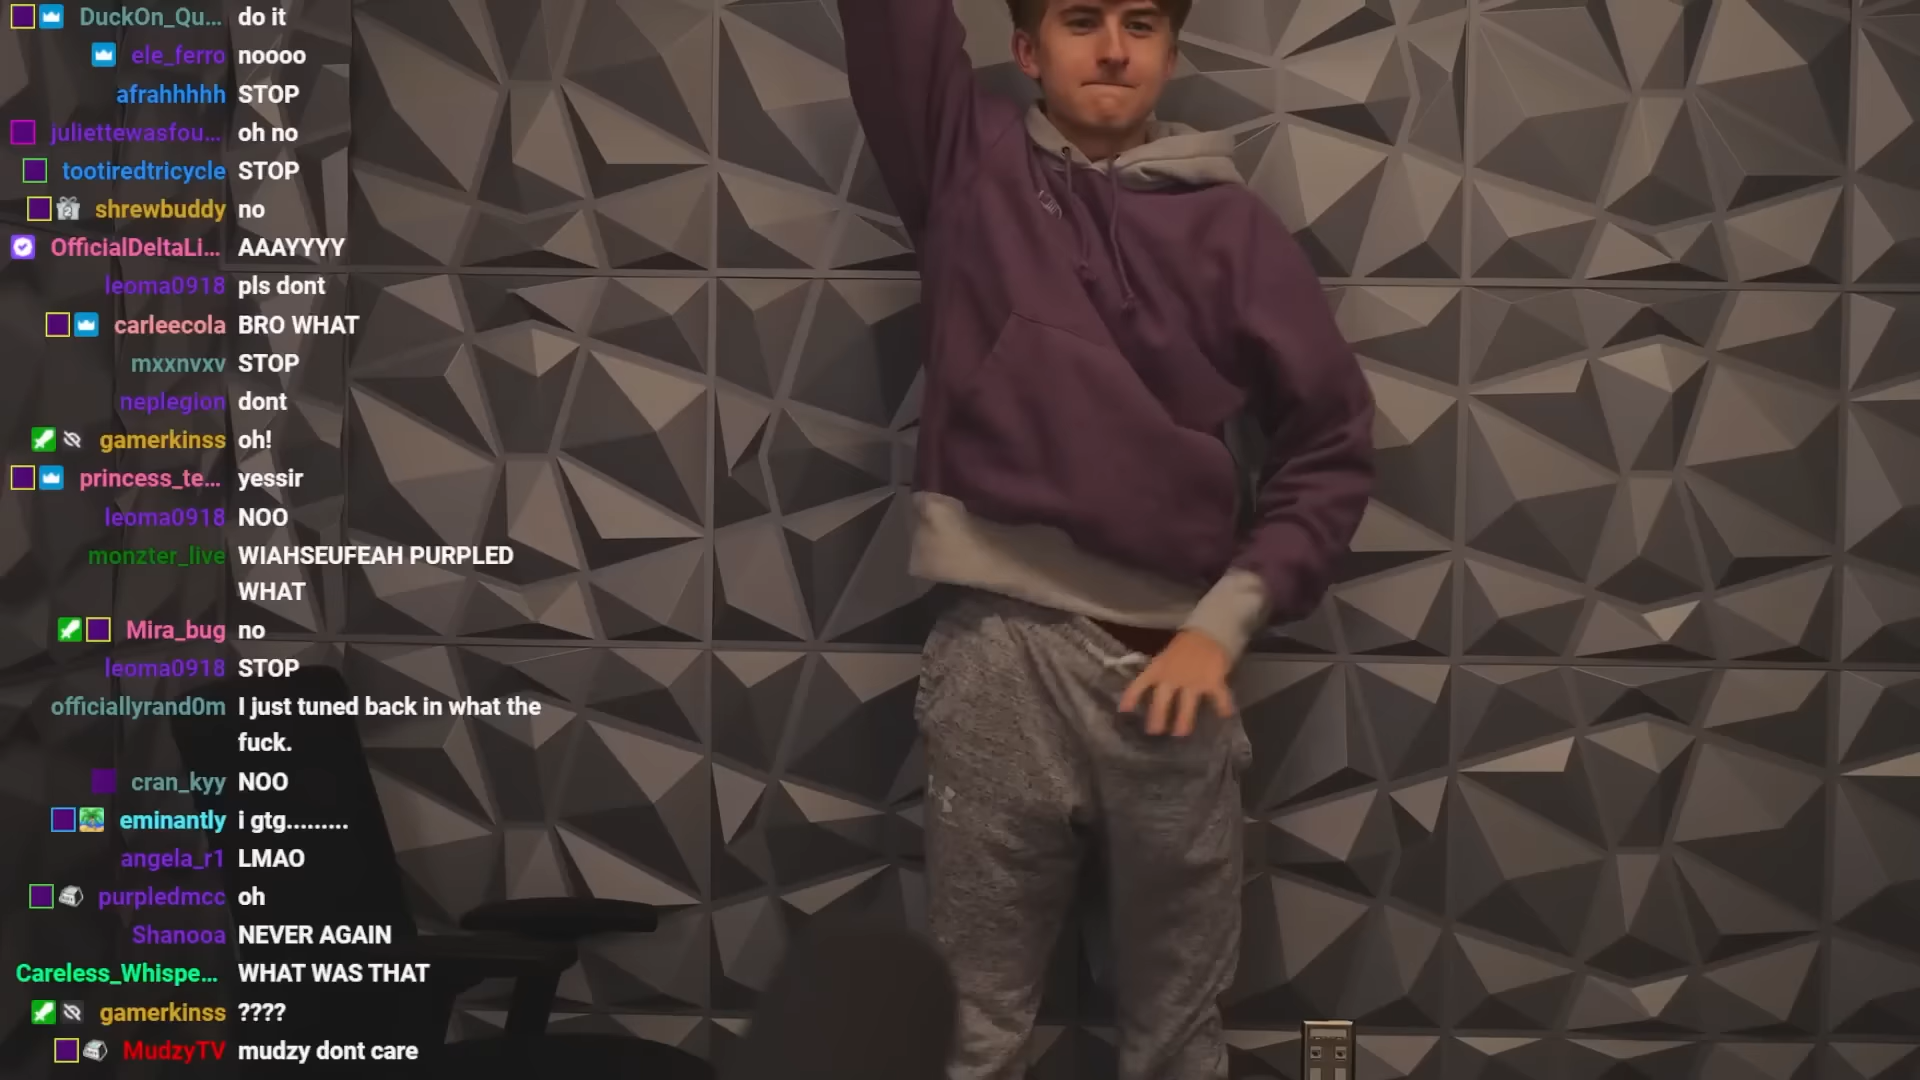 DuckOn_Qu... do it
ele_ferro noooo
afrahhhhh STOP
juliettewasfou... oh no
tootiredtricycle STOP
shrewbuddy no
OfficialDeltaLi... AAAYYYY
leoma0918 pls dont
carleecola BRO WHAT
mxxnvxv STOP
neplegion dont
gamerkinss oh!
princess_te... yessir
leoma0918 NOO
monzter_live WIAHSEUFEAH PURPLED
WHAT
Mira_bug no
leoma0918 STOP
officiallyrand0m I just tuned back in what the
fuck.
cran_kyy NOO
eminantly i gtg.........
angela_r1 LMAO
purpledmcc oh
Shanooa NEVER AGAIN
Careless_Whispe... WHAT WAS THAT
gamerkinss ????
MudzyTV mudzy dont care